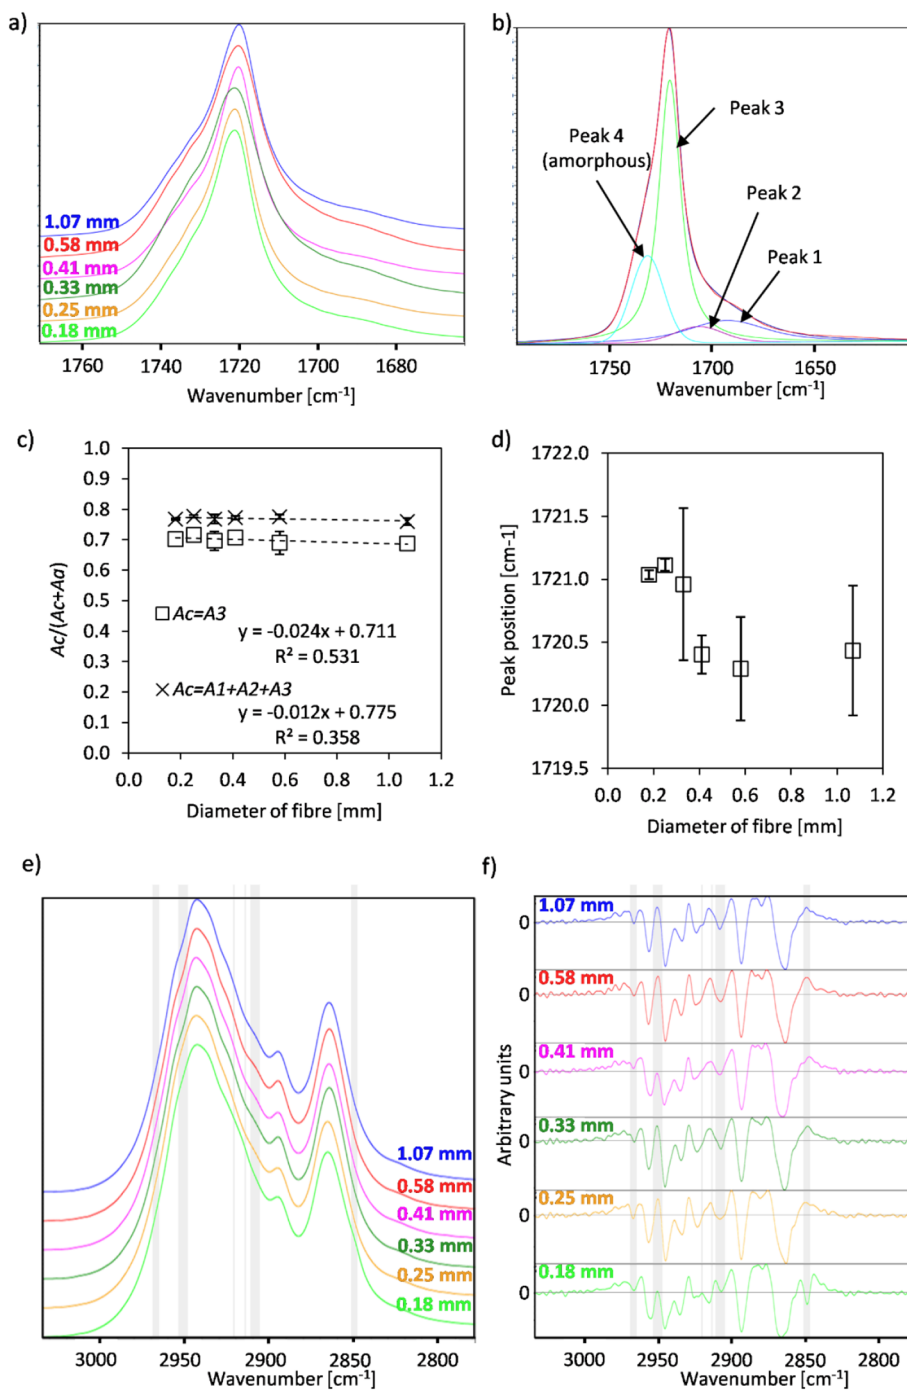 a)
1.07 mm
0.58 mm
0.41 mm
0.33 mm
0.25 mm
0.18 mm
1760 1740 1720 1700 1680
Wavenumber [cm⁻¹]
b)
Peak 3
Peak 4
(amorphous)
Peak 2
Peak 1
1750 1700 1650
Wavenumber [cm⁻¹]
c)
1.0
0.9
0.8
0.7
0.6
0.5
0.4
0.3
0.2
0.1
0.0
Ac/(Ac+Aa)
Ac=A3
y = -0.024x + 0.711
R² = 0.531
Ac=A1+A2+A3
y = -0.012x + 0.775
R² = 0.358
0.0 0.2 0.4 0.6 0.8 1.0 1.2
Diameter of fibre [mm]
d)
1722.0
1721.5
1721.0
1720.5
1720.0
1719.5
Peak position [cm-1]
0.0 0.2 0.4 0.6 0.8 1.0 1.2
Diameter of fibre [mm]
e)
1.07 mm
0.58 mm
0.41 mm
0.33 mm
0.25 mm
0.18 mm
3000 2950 2900 2850 2800
Wavenumber [cm⁻¹]
f)
1.07 mm
0
0.58 mm
0
0.41 mm
0
0.33 mm
0
0.25 mm
0
0.18 mm
0
Arbitrary units
3000 2950 2900 2850 2800
Wavenumber [cm⁻¹]